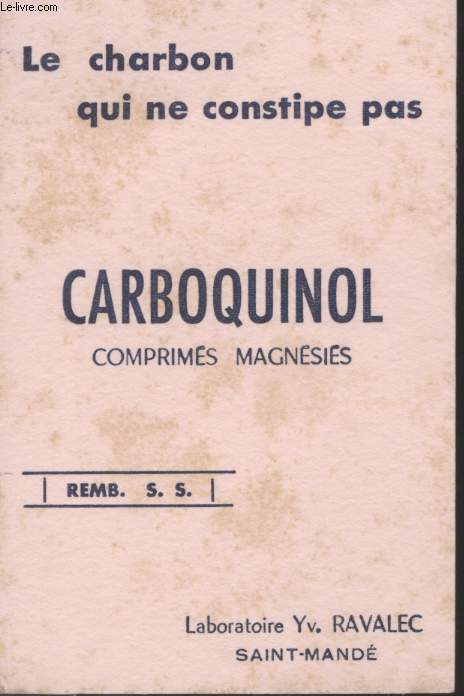 Le-livre.com
Le charbon
qui ne constipe pas
CARBOQUINOL
COMPRIMÉS MAGNÉSIÉS
REMB. S. S.
Laboratoire Yv. RAVALEC
SAINT-MANDÉ